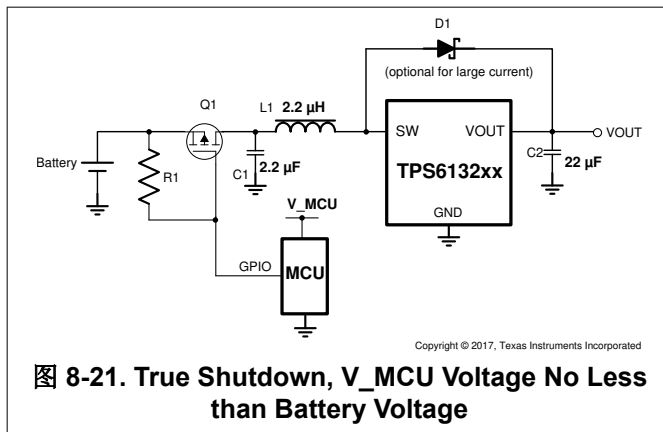 D1
(optional for large current)
Q1
L1 2.2 µH
SW VOUT
VOUT
Battery
R1
C1
2.2 µF
TPS6132xx
C2 22 µF
GND
V_MCU
GPIO
MCU
Copyright © 2017, Texas Instruments Incorporated
图 8-21. True Shutdown, V_MCU Voltage No Less
than Battery Voltage